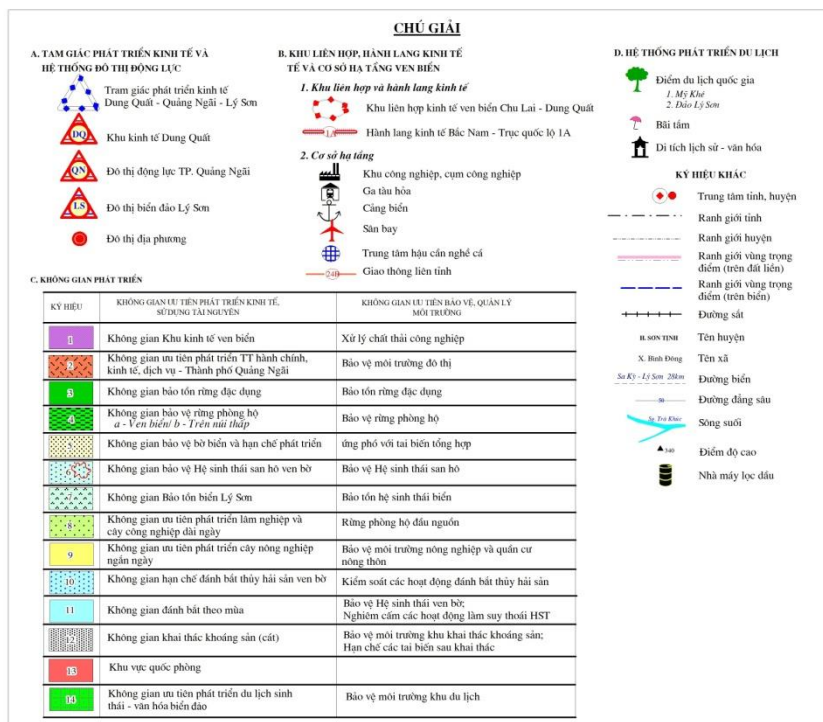 CHÚ GIẢI
A. TAM GIÁC PHÁT TRIỂN KINH TẾ VÀ
HỆ THỐNG ĐÔ THỊ ĐỘNG LỰC
Tram giác phát triển kinh tế
Dung Quất - Quảng Ngãi - Lý Sơn
DQ
Khu kinh tế Dung Quất
QN
Đô thị động lực TP. Quảng Ngãi
LS
Đô thị biển đảo Lý Sơn
Đô thị địa phương
B. KHU LIÊN HỢP, HÀNH LANG KINH TẾ
TẾ VÀ CƠ SỞ HẠ TẦNG VEN BIỂN
1. Khu liên hợp và hành lang kinh tế
Khu liên hợp kinh tế ven biển Chu Lai - Dung Quất
1A
Hành lang kinh tế Bắc Nam - Trục quốc lộ 1A
2. Cơ sở hạ tầng
Khu công nghiệp, cụm công nghiệp
Ga tàu hỏa
Cảng biển
Sân bay
Trung tâm hậu cần nghề cá
24B
Giao thông liên tỉnh
C. KHÔNG GIAN PHÁT TRIỂN
KÝ HIỆU
KHÔNG GIAN ƯU TIÊN PHÁT TRIỂN KINH TẾ,
SỬ DỤNG TÀI NGUYÊN
KHÔNG GIAN ƯU TIÊN BẢO VỆ, QUẢN LÝ
MÔI TRƯỜNG
1
Không gian Khu kinh tế ven biển
Xử lý chất thải công nghiệp
2
Không gian ưu tiên phát triển TT hành chính,
kinh tế, dịch vụ - Thành phố Quảng Ngãi
Bảo vệ môi trường đô thị
3
Không gian bảo tồn rừng đặc dụng
Bảo tồn rừng đặc dụng
4
Không gian bảo vệ rừng phòng hộ
a - Ven biển/ b - Trên núi thấp
Bảo vệ rừng phòng hộ
5
Không gian bảo vệ bờ biển và hạn chế phát triển
ứng phó với tai biến tổng hợp
6
Không gian bảo vệ Hệ sinh thái san hô ven bờ
Bảo vệ Hệ sinh thái san hô
7
Không gian Bảo tồn biển Lý Sơn
Bảo tồn hệ sinh thái biển
8
Không gian ưu tiên phát triển lâm nghiệp và
cây công nghiệp dài ngày
Rừng phòng hộ đầu nguồn
9
Không gian ưu tiên phát triển cây nông nghiệp
ngắn ngày
Bảo vệ môi trường nông nghiệp và quần cư
nông thôn
10
Không gian hạn chế đánh bắt thủy hải sản ven bờ
Kiểm soát các hoạt động đánh bắt thủy hải sản
11
Không gian đánh bắt theo mùa
Bảo vệ Hệ sinh thái ven bờ;
Nghiêm cấm các hoạt động làm suy thoái HST
12
Không gian khai thác khoáng sản (cát)
Bảo vệ môi trường khu khai thác khoáng sản;
Hạn chế các tai biến sau khai thác
13
Khu vực quốc phòng
14
Không gian ưu tiên phát triển du lịch sinh
thái - văn hóa biển đảo
Bảo vệ môi trường khu du lịch
D. HỆ THỐNG PHÁT TRIỂN DU LỊCH
Điểm du lịch quốc gia
1. Mỹ Khê
2. Đảo Lý Sơn
Bãi tắm
Di tích lịch sử - văn hóa
KÝ HIỆU KHÁC
Trung tâm tỉnh, huyện
Ranh giới tỉnh
Ranh giới huyện
Ranh giới vùng trọng
điểm (trên đất liền)
Ranh giới vùng trọng
điểm (trên biển)
Đường sắt
H. SƠN TỊNH
Tên huyện
X. Bình Đông
Tên xã
Sa Kỳ - Lý Sơn 28km
Đường biển
50
Đường đẳng sâu
Sg. Trà Khúc
Sông suối
340
Điểm độ cao
Nhà máy lọc dầu